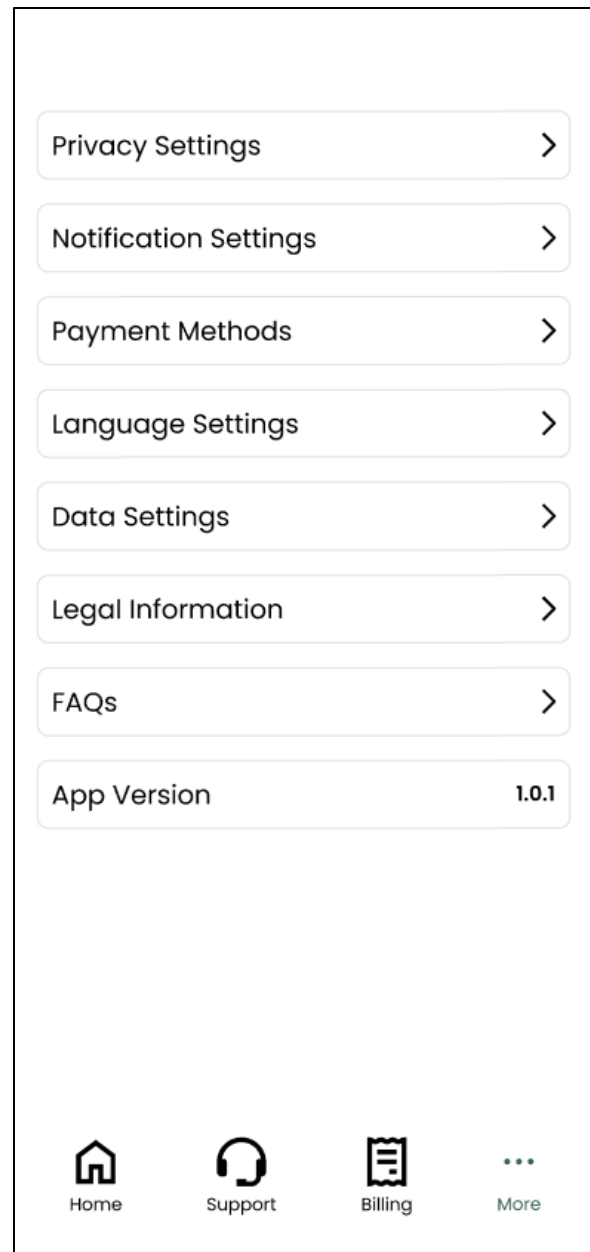 Privacy Settings
Notification Settings
Payment Methods
Language Settings
Data Settings
Legal Information
FAQs
App Version 1.0.1
Home Support Billing More